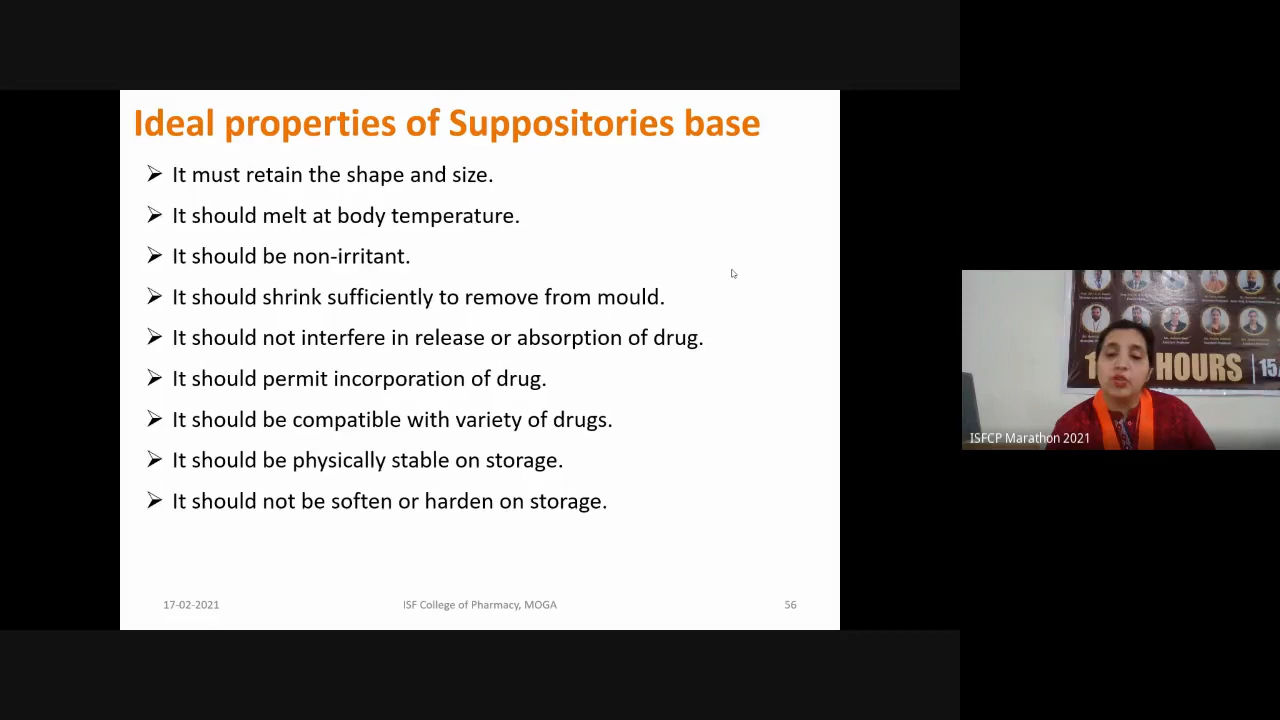 Ideal properties of Suppositories base
➢ It must retain the shape and size.
➢ It should melt at body temperature.
➢ It should be non-irritant.
➢ It should shrink sufficiently to remove from mould.
➢ It should not interfere in release or absorption of drug.
➢ It should permit incorporation of drug.
➢ It should be compatible with variety of drugs.
➢ It should be physically stable on storage.
➢ It should not be soften or harden on storage.
17-02-2021
ISF College of Pharmacy, MOGA
56
HOURS
15
ISFCP Marathon 2021